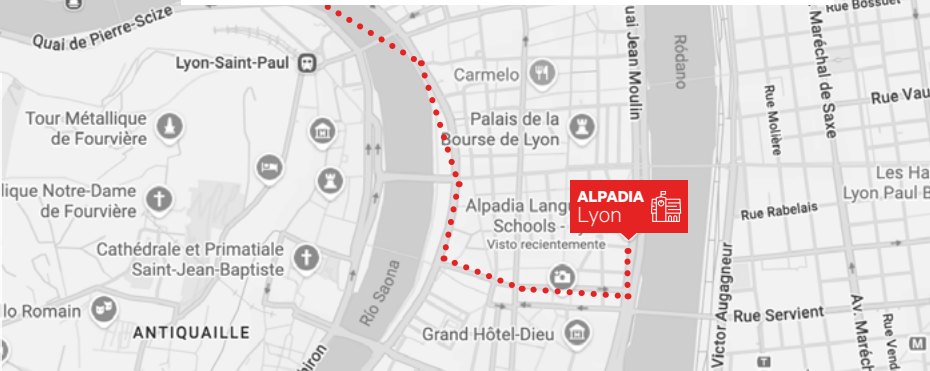 Quai de Pierre-Scize
Rue Bossuet
Lyon-Saint-Paul
Carmelo
uai Jean Moulin
Ródano
Maréchal de Saxe
Rue Vau
Rue Molière
Tour Métallique
de Fourvière
Palais de la
Bourse de Lyon
Les Ha
Lyon Paul B
lique Notre-Dame
de Fourvière
ALPADIA
Lyon
Alpadia Langu
Schools -
Visto recientemente
Rue Rabelais
Cathédrale et Primatiale
Saint-Jean-Baptiste
Río Saona
Victor Augagneur
lo Romain
ANTIQUAILLE
Grand Hôtel-Dieu
Rue Servient
Av. Maréch
Rue Vend
M
T
hiron